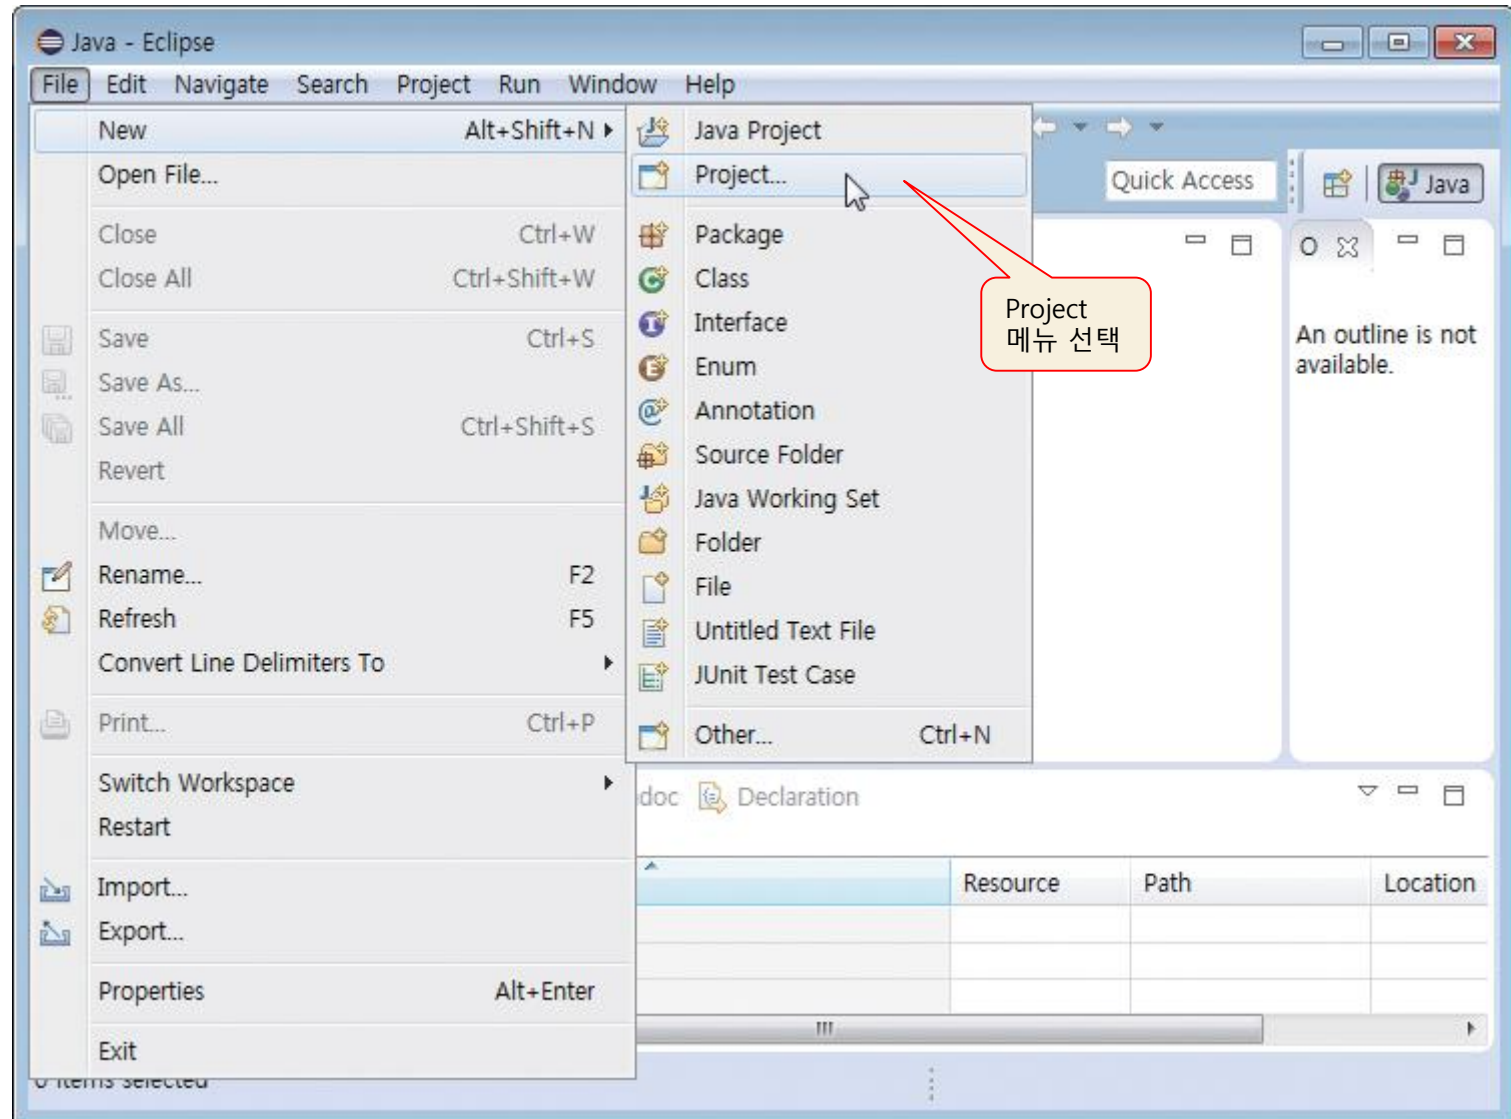 Java - Eclipse
File Edit Navigate Search Project Run Window Help
New Alt+Shift+N
Open File...
Close Ctrl+W
Close All Ctrl+Shift+W
Save Ctrl+S
Save As...
Save All Ctrl+Shift+S
Revert
Move...
Rename... F2
Refresh F5
Convert Line Delimiters To
Print... Ctrl+P
Switch Workspace
Restart
Import...
Export...
Properties Alt+Enter
Exit
Java Project
Project...
Package
Class
Interface
Enum
Annotation
Source Folder
Java Working Set
Folder
File
Untitled Text File
JUnit Test Case
Other... Ctrl+N
Project
메뉴 선택
Quick Access
Java
O
An outline is not
available.
doc Declaration
Resource Path Location
0 items selected